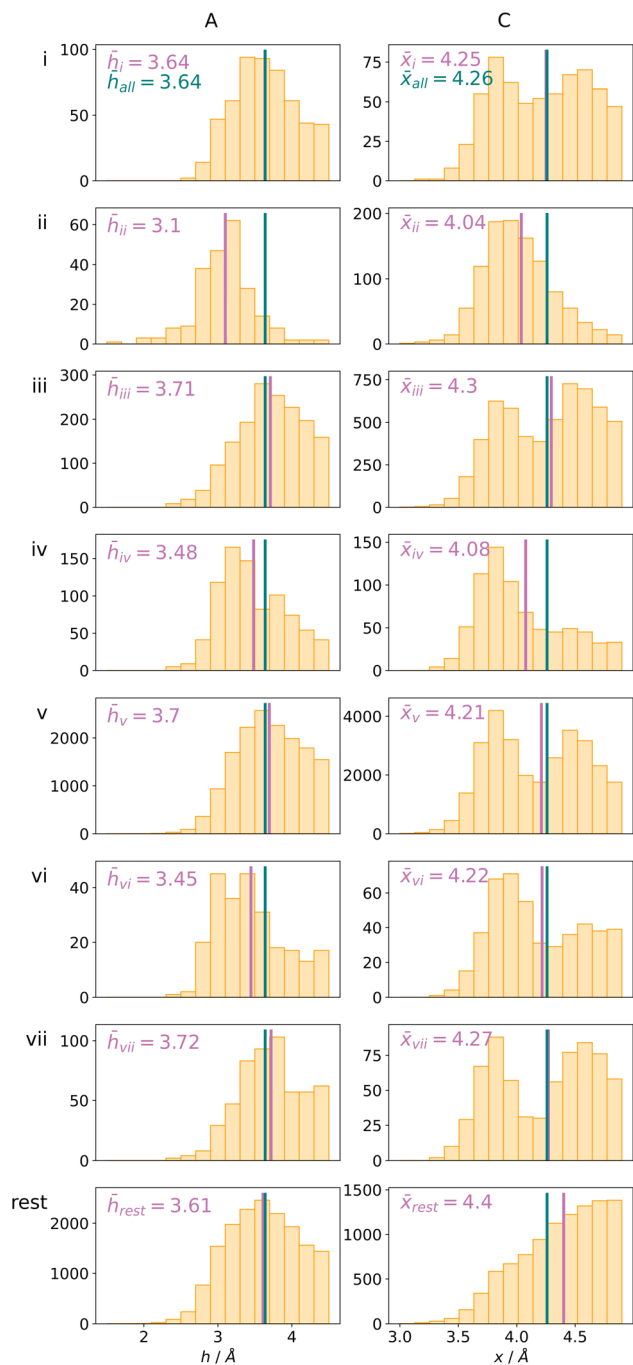 A C
i
100
50
0
h̄i = 3.64
h̄all = 3.64
75
50
25
0
x̄i = 4.25
x̄all = 4.26
ii
60
40
20
0
h̄ii = 3.1
200
100
0
x̄ii = 4.04
iii
300
200
100
0
h̄iii = 3.71
750
500
250
0
x̄iii = 4.3
iv
150
100
50
0
h̄iv = 3.48
150
100
50
0
x̄iv = 4.08
v
2000
1000
0
h̄v = 3.7
4000
2000
0
x̄v = 4.21
vi
40
20
0
h̄vi = 3.45
60
40
20
0
x̄vi = 4.22
vii
100
50
0
h̄vii = 3.72
75
50
25
0
x̄vii = 4.27
rest
2000
1000
0
h̄rest = 3.61
1500
1000
500
0
x̄rest = 4.4
2 3 4
h / Å
3.0 3.5 4.0 4.5
x / Å